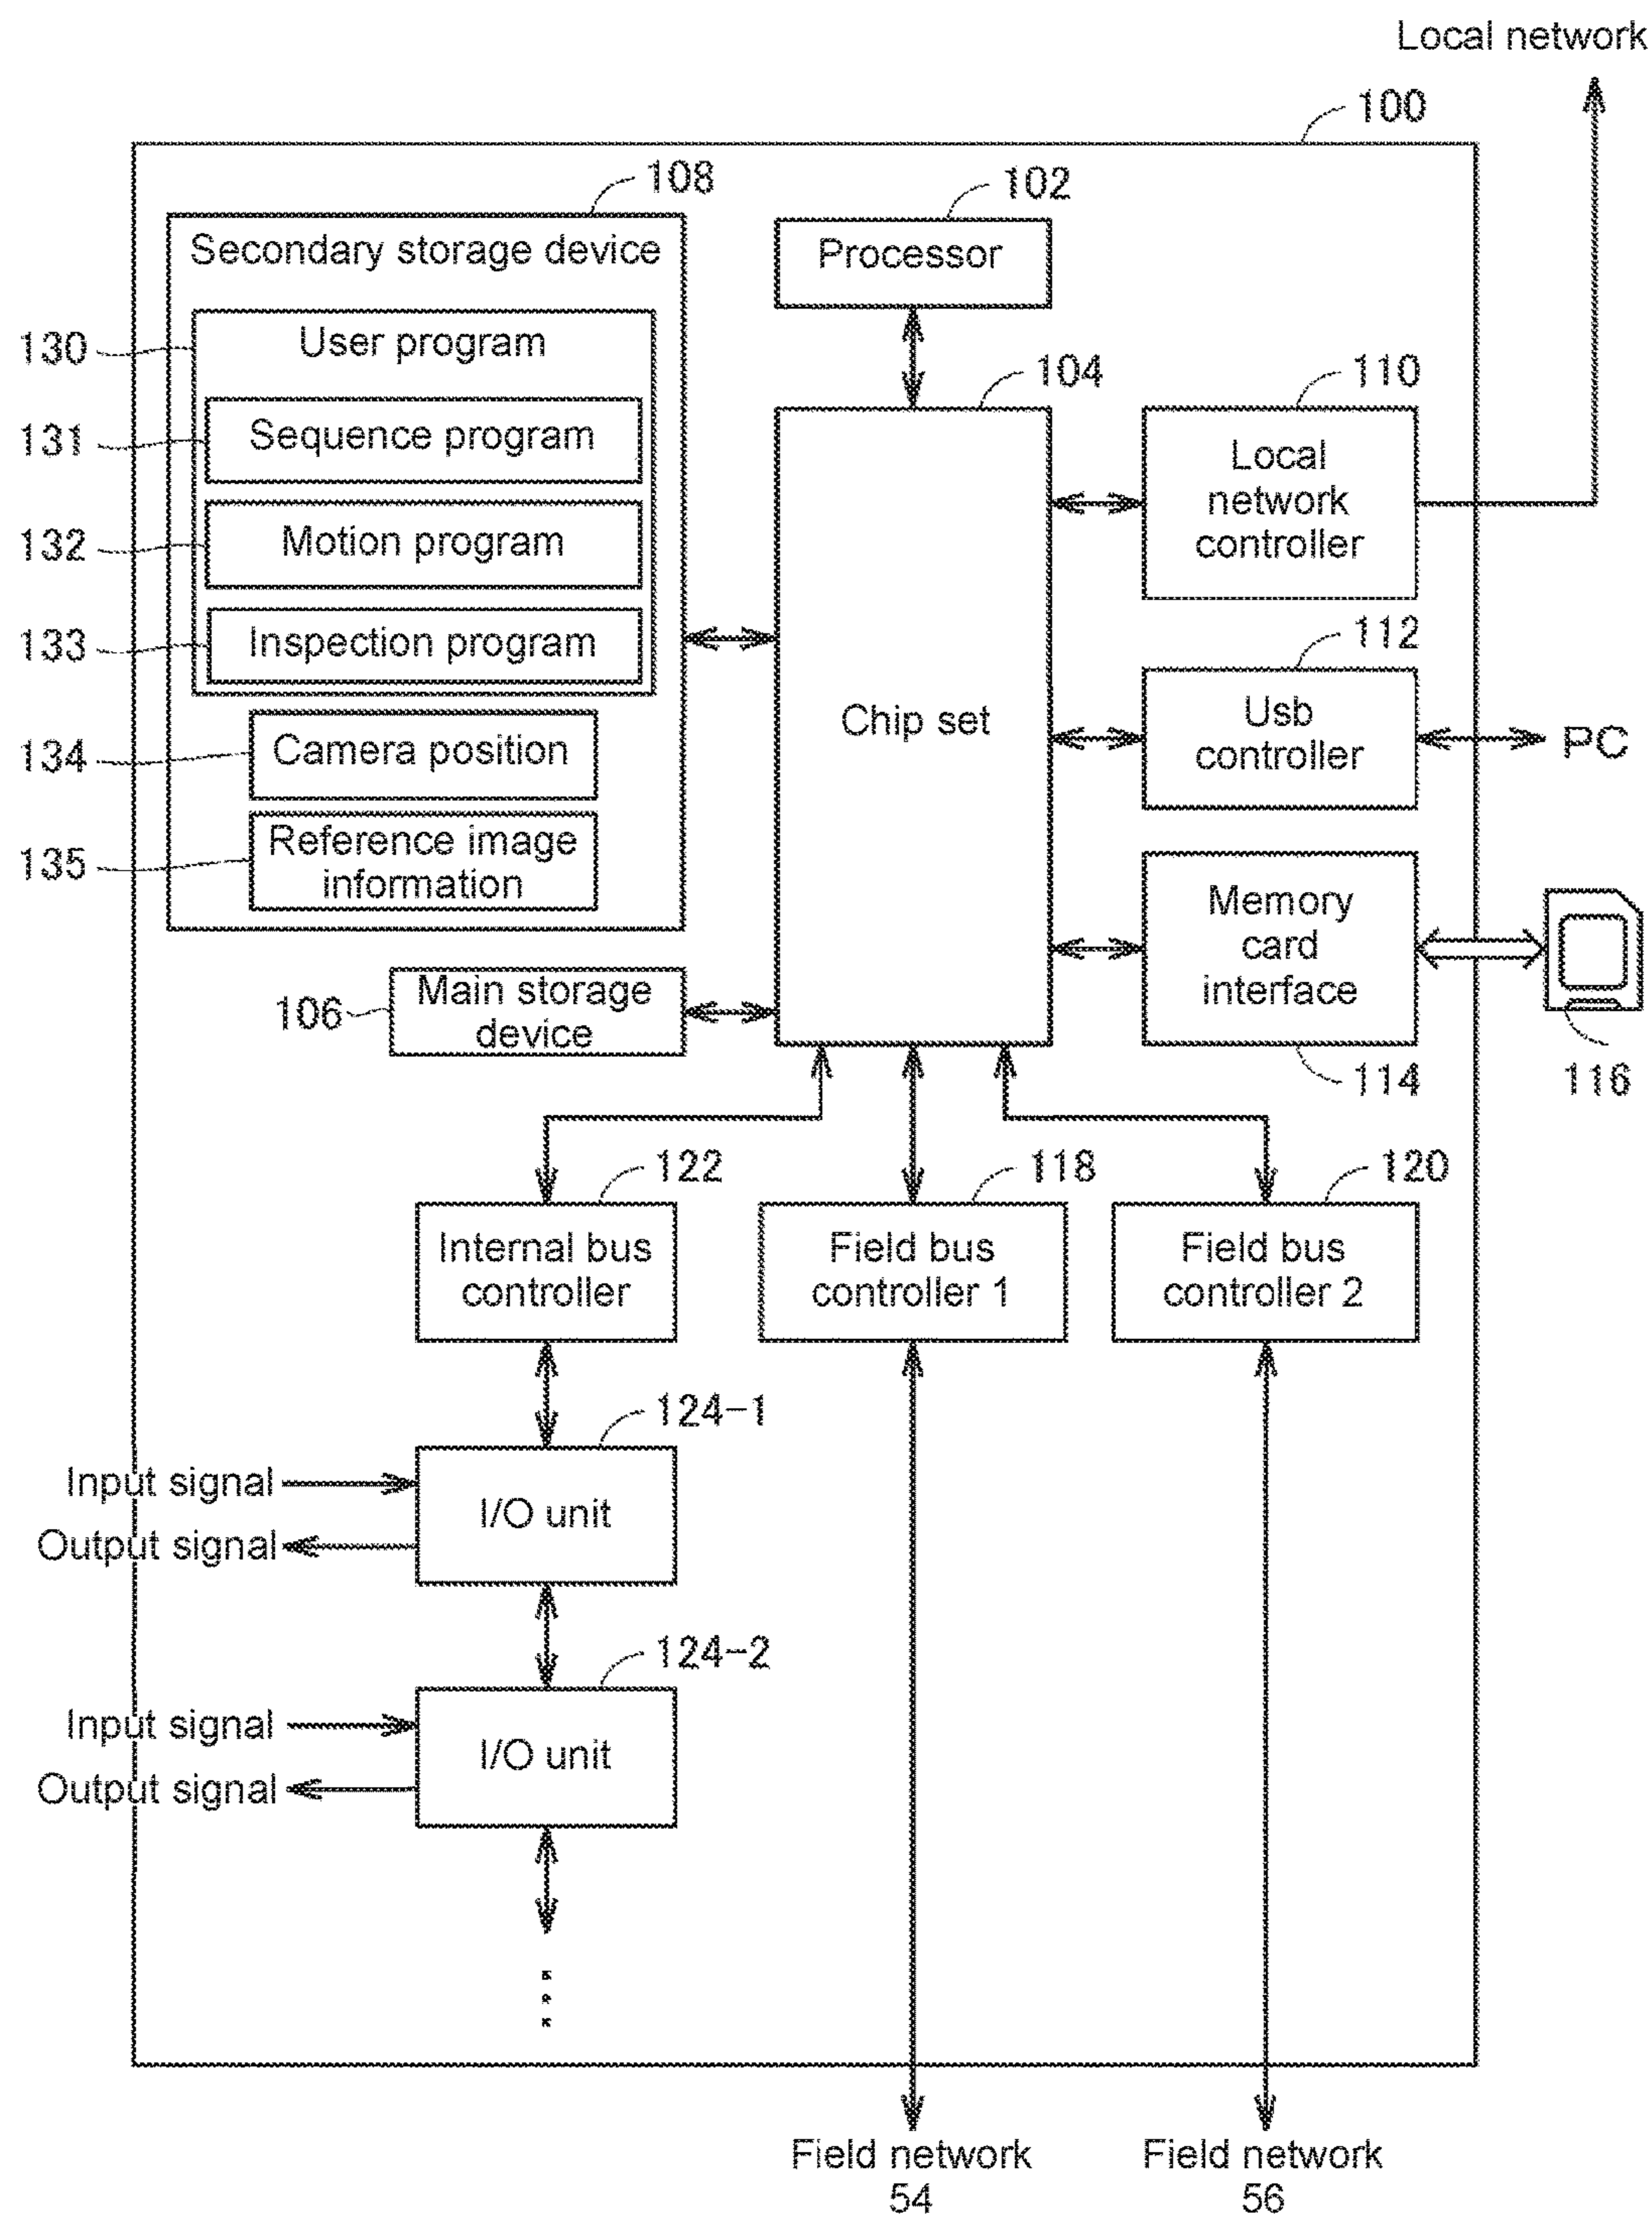 Local network
100
108
102
Secondary storage device
Processor
130
User program
104
110
131
Sequence program
Local
network
controller
132
Motion program
133
Inspection program
112
Chip set
Usb
controller
PC
134
Camera position
135
Reference image
information
Memory
card
interface
106
Main storage
device
114
116
122
118
120
Internal bus
controller
Field bus
controller 1
Field bus
controller 2
124-1
Input signal
I/O unit
Output signal
124-2
Input signal
I/O unit
Output signal
Field network
54
Field network
56